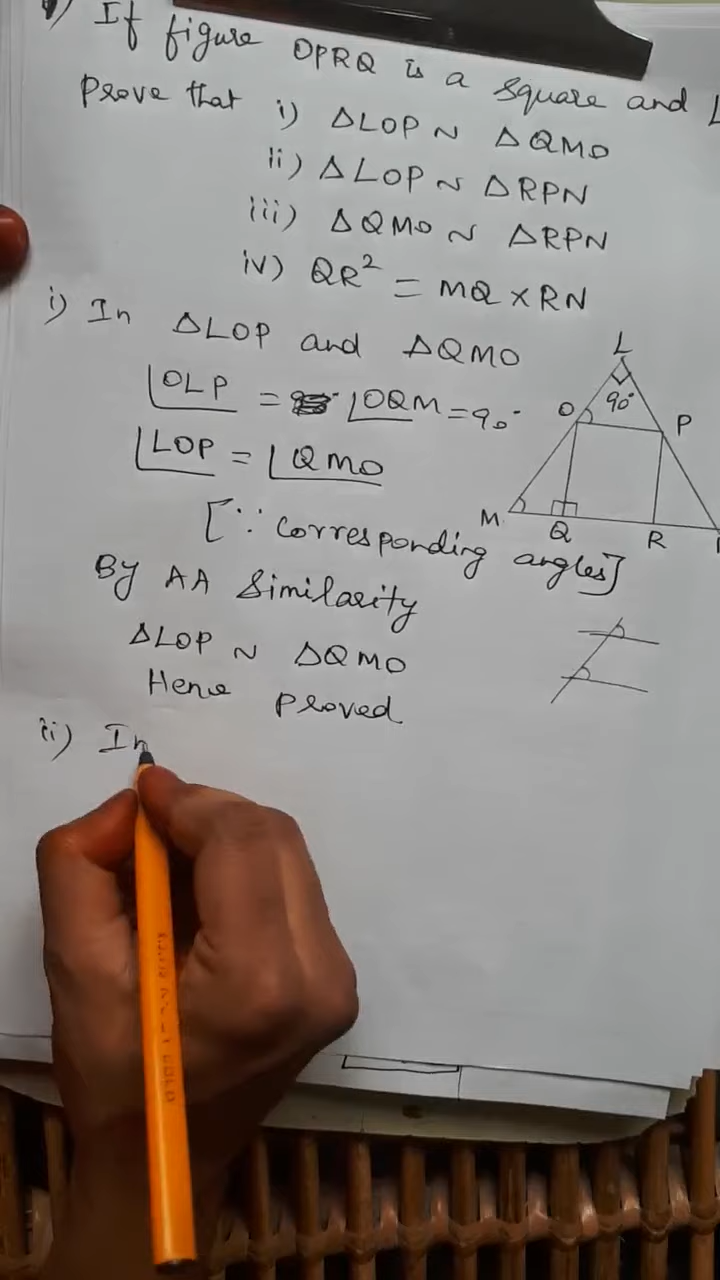 If figure OPRQ is a square and L
Prove that i) ΔLOP ~ ΔQMO
ii) ΔLOP ~ ΔRPN
iii) ΔQMO ~ ΔRPN
iv) QR² = MQ × RN
i) In ΔLOP and ΔQMO
∠OLP = ∠OQM = 90°
∠LOP = ∠QMO
[∵ Corresponding angles]
By AA Similarity
ΔLOP ~ ΔQMO
Hence proved
ii) In
L
90°
O P
M Q R